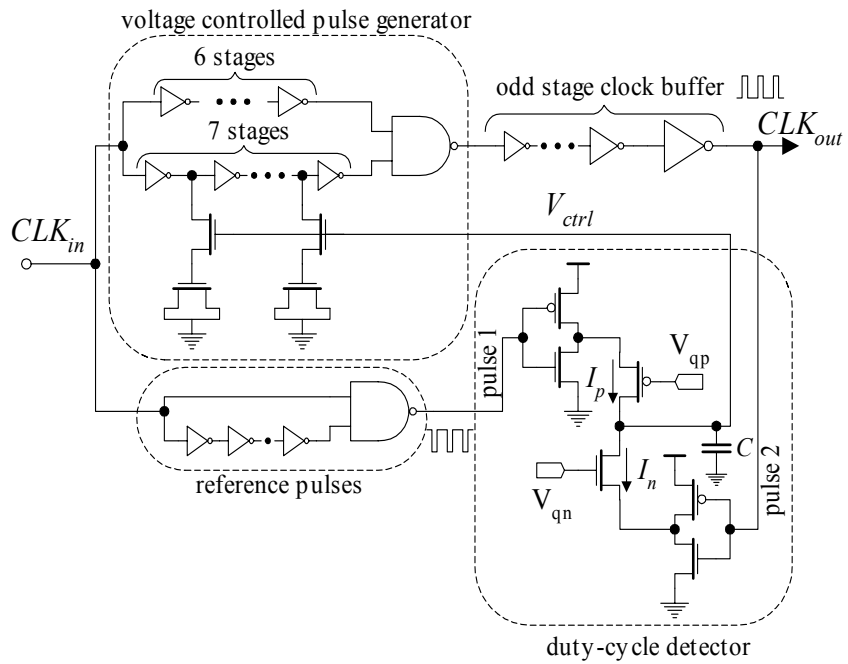 voltage controlled pulse generator
6 stages
odd stage clock buffer
CLK_out
7 stages
V_ctrl
CLK_in
pulse 1
V_qp
I_p
C
reference pulses
V_qn
I_n
pulse 2
duty-cycle detector